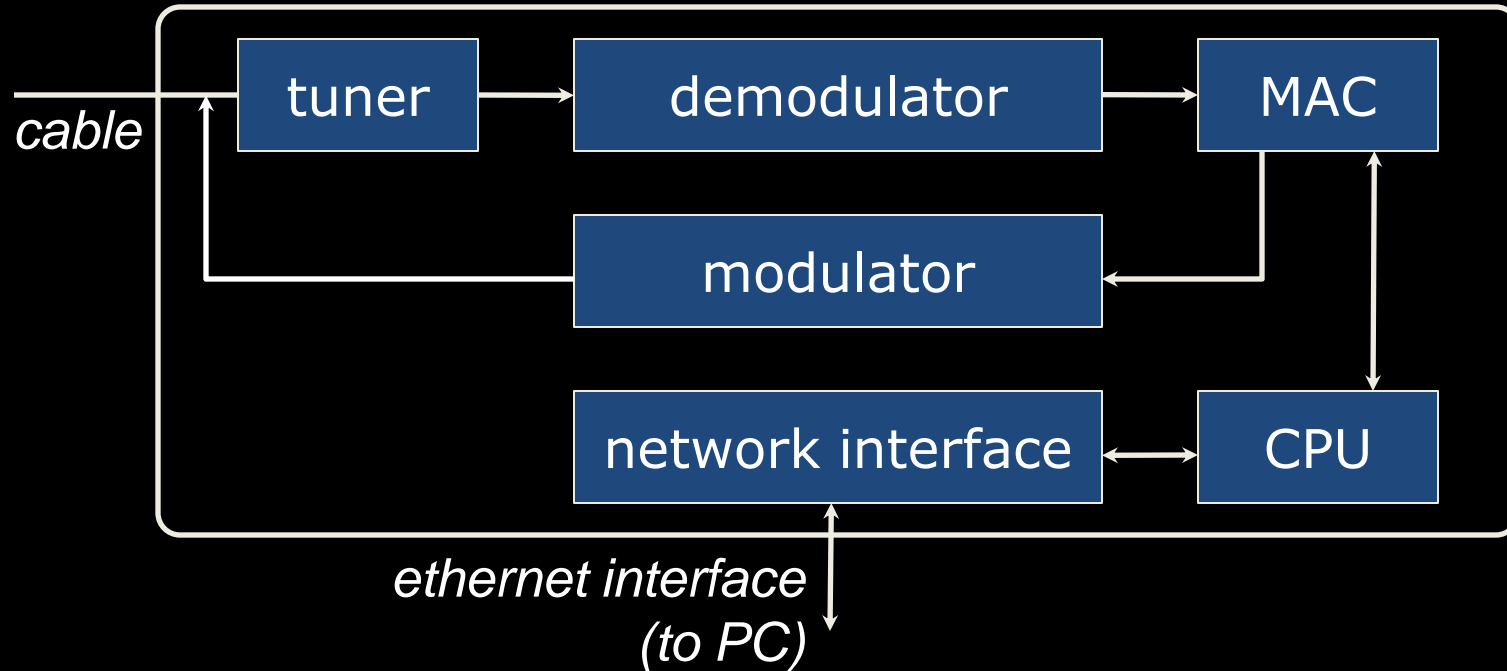 tuner
demodulator
MAC
cable
modulator
network interface
CPU
ethernet interface
(to PC)